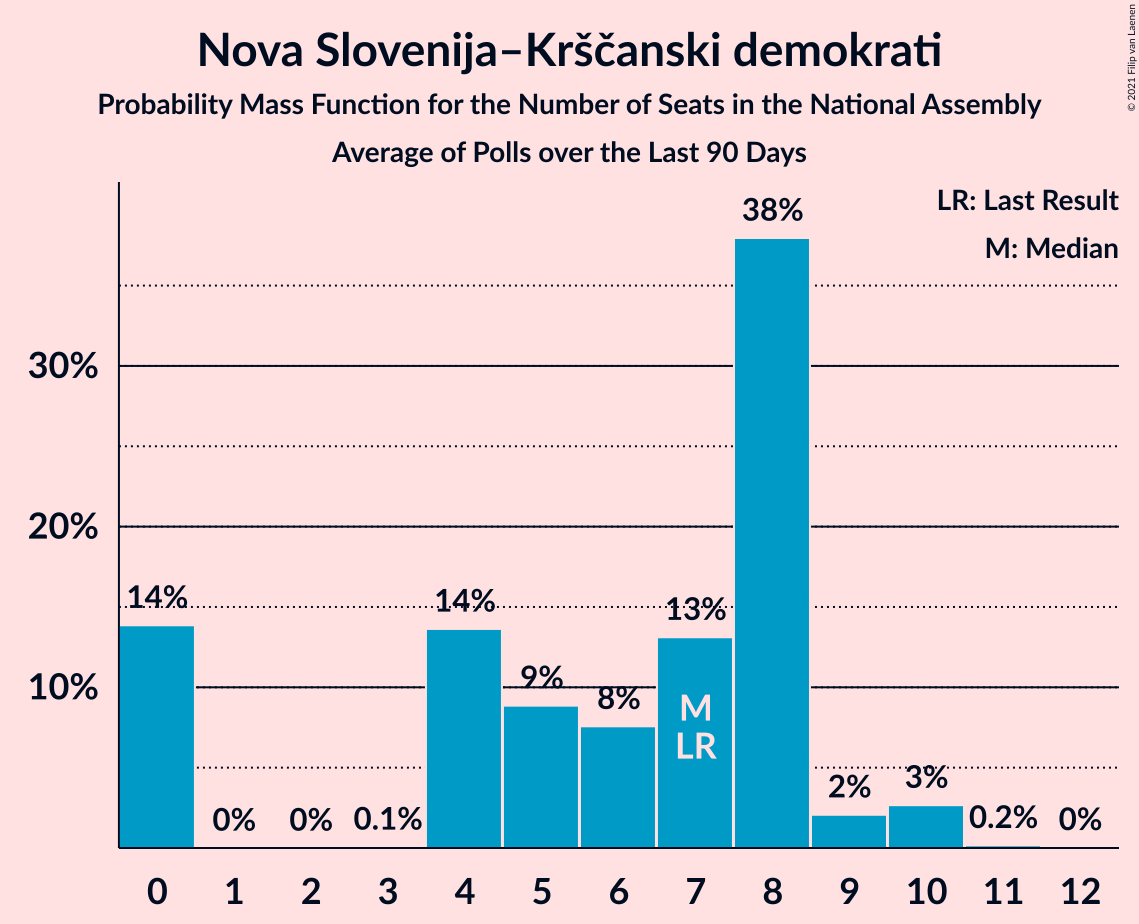 Nova Slovenija–Krščanski demokrati
Probability Mass Function for the Number of Seats in the National Assembly
Average of Polls over the Last 90 Days
© 2021 Filip van Laenen
LR: Last Result
M: Median
38%
30%
20%
14%
14%
13%
10%
9%
8%
M
LR
0%
0%
0.1%
2%
3%
0.2%
0%
0 1 2 3 4 5 6 7 8 9 10 11 12